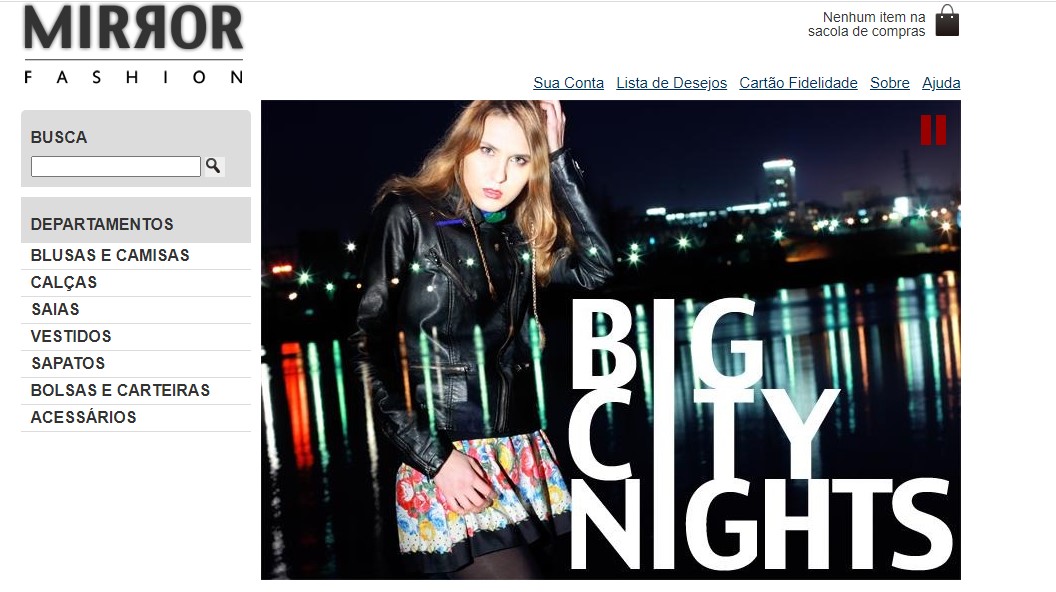 MIRROR
FASHION
Nenhum item na
sacola de compras
Sua Conta Lista de Desejos Cartão Fidelidade Sobre Ajuda
BUSCA
DEPARTAMENTOS
BLUSAS E CAMISAS
CALÇAS
SAIAS
VESTIDOS
SAPATOS
BOLSAS E CARTEIRAS
ACESSÁRIOS
BIG
CITY
NIGHTS